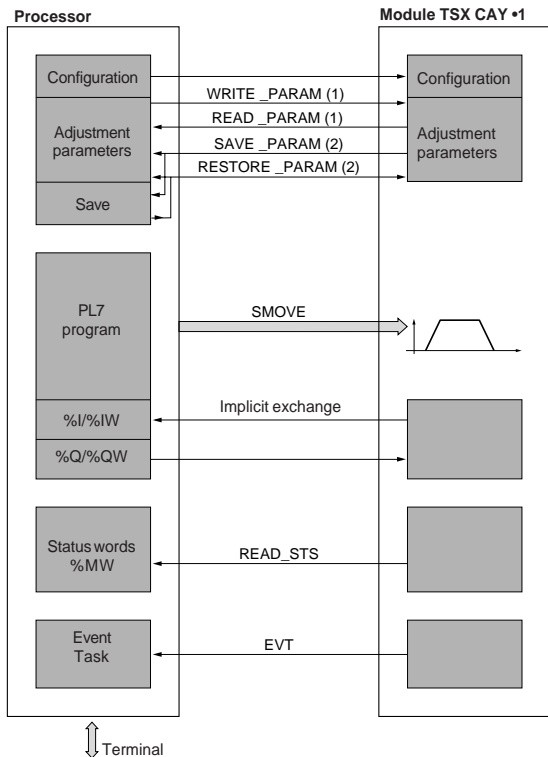 Processor
Module TSX CAY •1
Configuration
Configuration
WRITE _PARAM (1)
READ _PARAM (1)
Adjustment
parameters
Adjustment
parameters
SAVE _PARAM (2)
RESTORE _PARAM (2)
Save
PL7
program
SMOVE
Implicit exchange
%I/%IW
%Q/%QW
Status words
%MW
READ_STS
Event
Task
EVT
Terminal